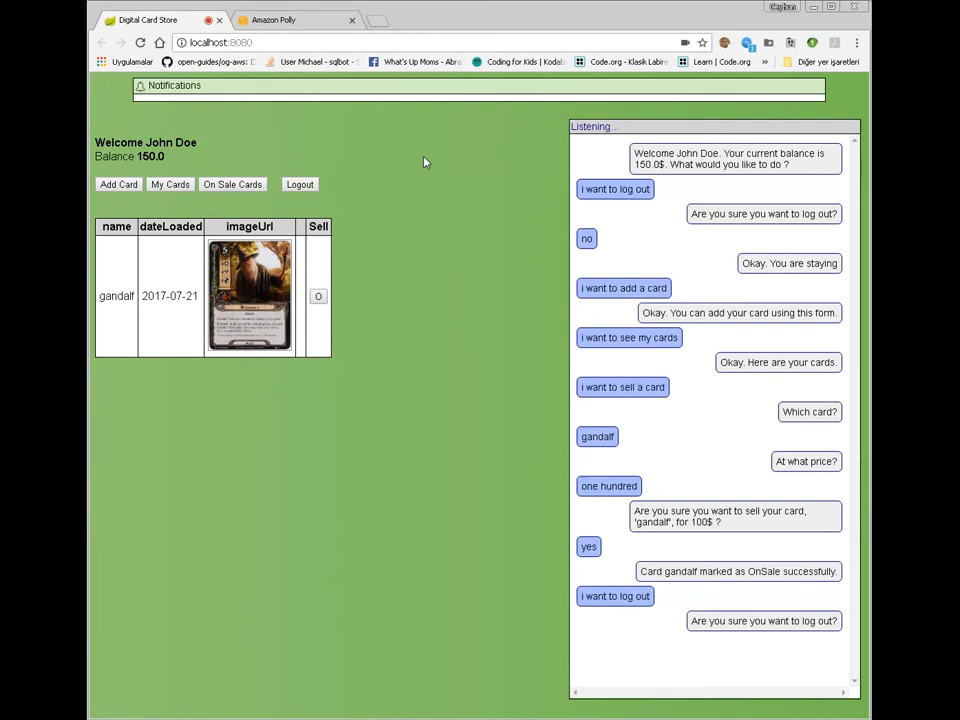 Ceyhun
Digital Card Store
Amazon Polly
localhost:8080
Uygulamalar
open-guides/og-aws:
User Michael - sqlbot -
What's Up Moms - Abra
Coding for Kids | Kodab
Code.org - Klasik Labire
Learn | Code.org
»
Diğer yer işaretleri
Notifications
Welcome John Doe
Balance 150.0
Add Card
My Cards
On Sale Cards
Logout
name
dateLoaded
imageUrl
Sell
gandalf
2017-07-21
5
O
Listening...
Welcome John Doe. Your current balance is
150.0$. What would you like to do ?
i want to log out
Are you sure you want to log out?
no
Okay. You are staying
i want to add a card
Okay. You can add your card using this form.
i want to see my cards
Okay. Here are your cards.
i want to sell a card
Which card?
gandalf
At what price?
one hundred
Are you sure you want to sell your card,
'gandalf', for 100$ ?
yes
Card gandalf marked as OnSale successfully.
i want to log out
Are you sure you want to log out?